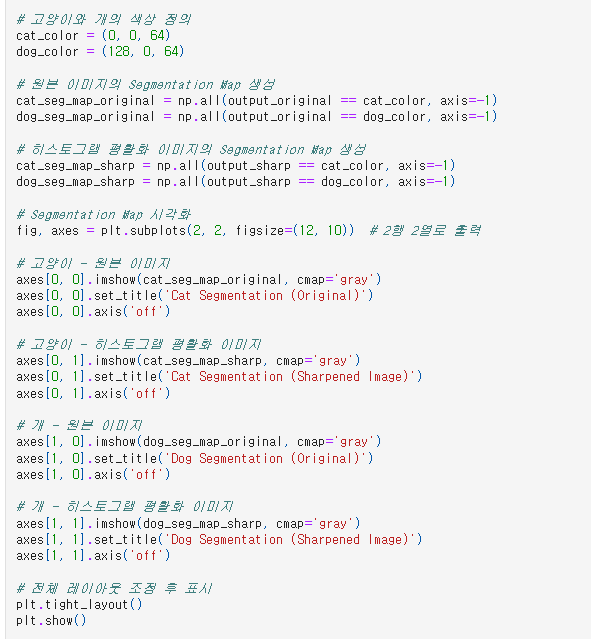 # 고양이와 개의 색상 정의
cat_color = (0, 0, 64)
dog_color = (128, 0, 64)
# 원본 이미지의 Segmentation Map 생성
cat_seg_map_original = np.all(output_original == cat_color, axis=-1)
dog_seg_map_original = np.all(output_original == dog_color, axis=-1)
# 히스토그램 평활화 이미지의 Segmentation Map 생성
cat_seg_map_sharp = np.all(output_sharp == cat_color, axis=-1)
dog_seg_map_sharp = np.all(output_sharp == dog_color, axis=-1)
# Segmentation Map 시각화
fig, axes = plt.subplots(2, 2, figsize=(12, 10))  # 2행 2열로 출력
# 고양이 - 원본 이미지
axes[0, 0].imshow(cat_seg_map_original, cmap='gray')
axes[0, 0].set_title('Cat Segmentation (Original)')
axes[0, 0].axis('off')
# 고양이 - 히스토그램 평활화 이미지
axes[0, 1].imshow(cat_seg_map_sharp, cmap='gray')
axes[0, 1].set_title('Cat Segmentation (Sharpened Image)')
axes[0, 1].axis('off')
# 개 - 원본 이미지
axes[1, 0].imshow(dog_seg_map_original, cmap='gray')
axes[1, 0].set_title('Dog Segmentation (Original)')
axes[1, 0].axis('off')
# 개 - 히스토그램 평활화 이미지
axes[1, 1].imshow(dog_seg_map_sharp, cmap='gray')
axes[1, 1].set_title('Dog Segmentation (Sharpened Image)')
axes[1, 1].axis('off')
# 전체 레이아웃 조정 후 표시
plt.tight_layout()
plt.show()